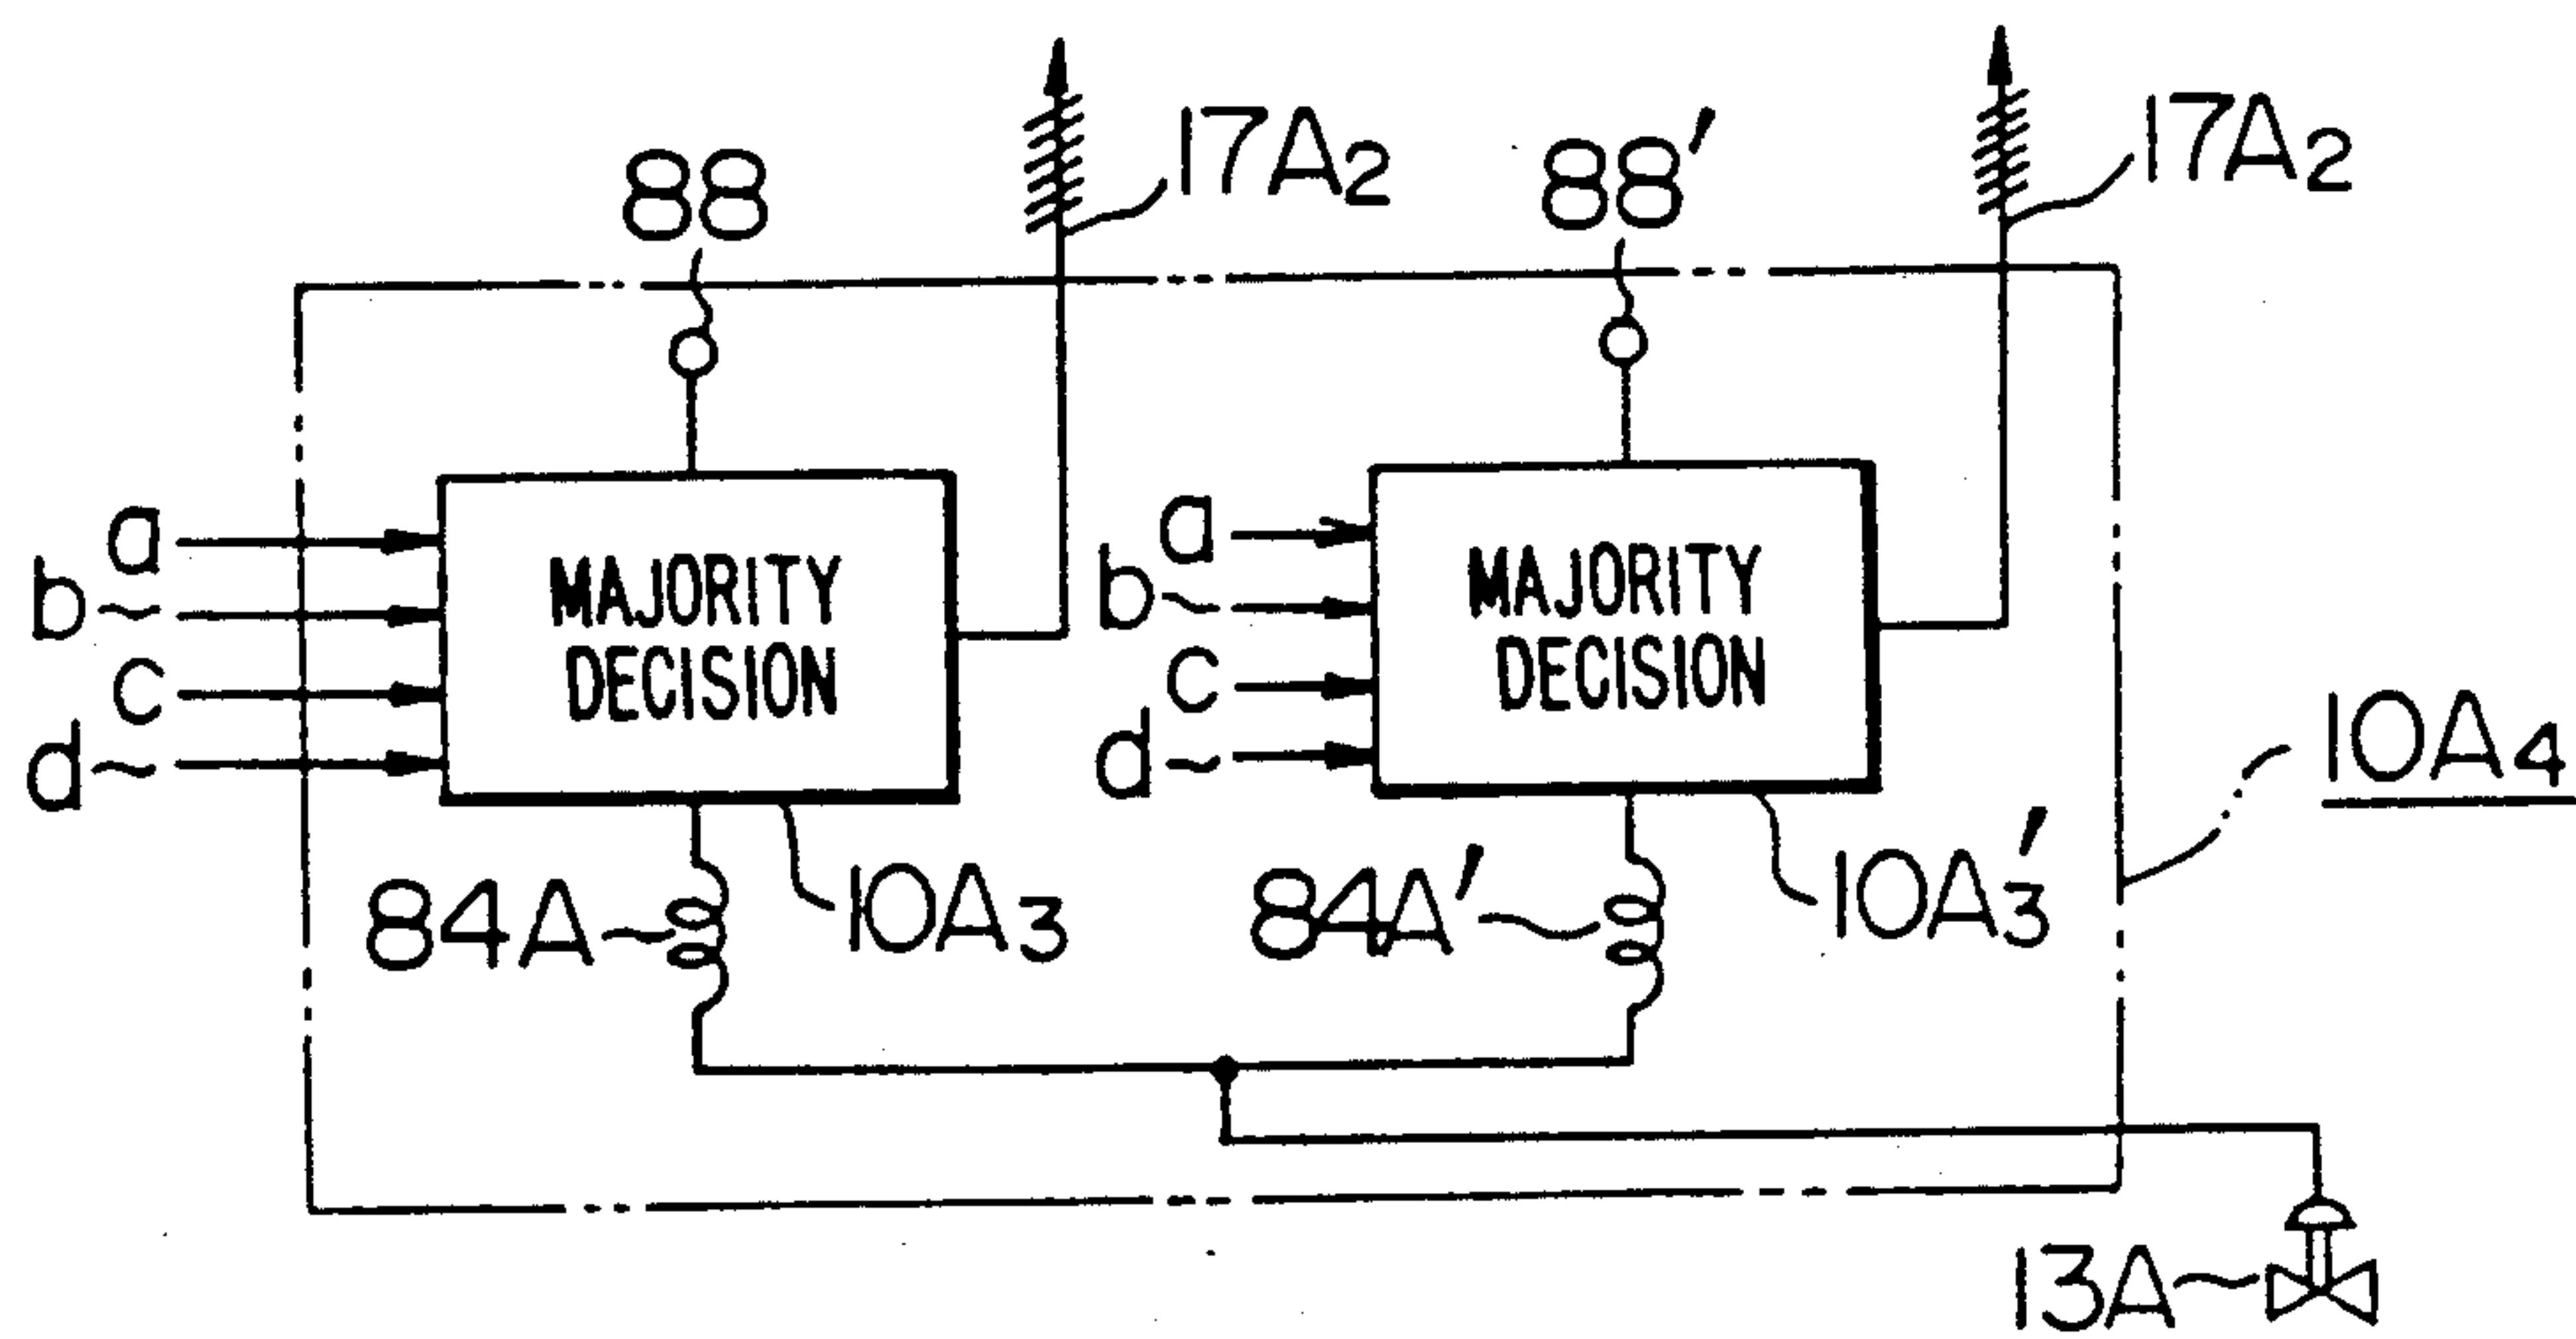 88
17A2
88'
17A2
a
b
c
d
MAJORITY
DECISION
a
b
c
d
MAJORITY
DECISION
10A4
84A
10A3
84A'
10A3'
13A